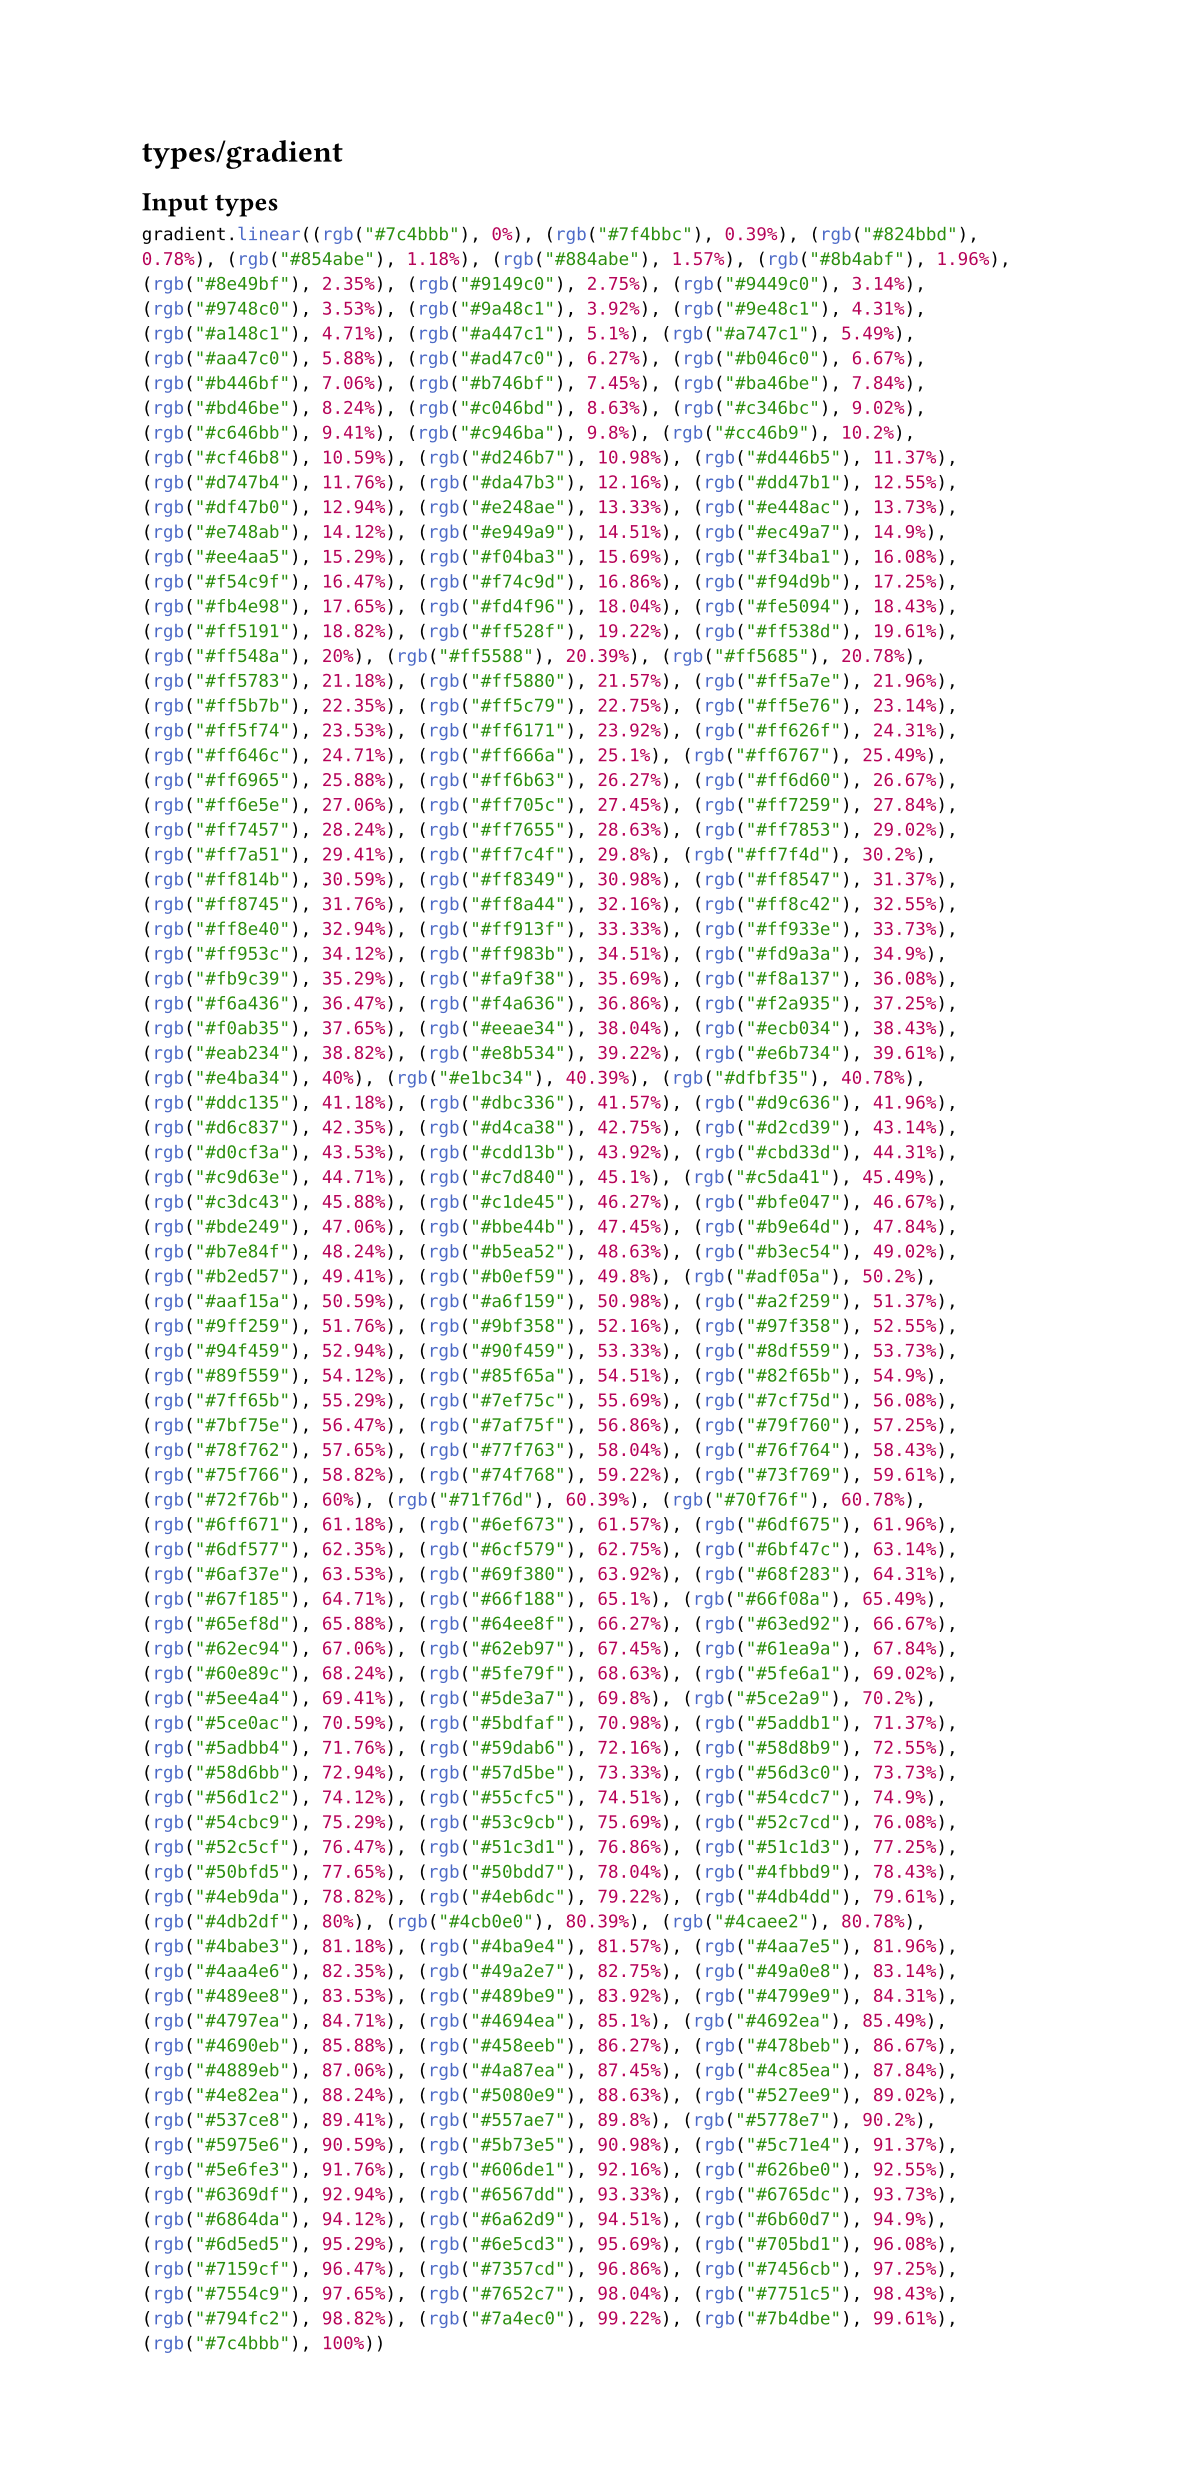 types/gradient
Input types
gradient.linear((rgb("#7c4bbb"), 0%), (rgb("#7f4bbc"), 0.39%), (rgb("#824bbd"),
0.78%), (rgb("#854abe"), 1.18%), (rgb("#884abe"), 1.57%), (rgb("#8b4abf"), 1.96%),
(rgb("#8e49bf"), 2.35%), (rgb("#9149c0"), 2.75%), (rgb("#9449c0"), 3.14%),
(rgb("#9748c0"), 3.53%), (rgb("#9a48c1"), 3.92%), (rgb("#9e48c1"), 4.31%),
(rgb("#a148c1"), 4.71%), (rgb("#a447c1"), 5.1%), (rgb("#a747c1"), 5.49%),
(rgb("#aa47c0"), 5.88%), (rgb("#ad47c0"), 6.27%), (rgb("#b046c0"), 6.67%),
(rgb("#b446bf"), 7.06%), (rgb("#b746bf"), 7.45%), (rgb("#ba46be"), 7.84%),
(rgb("#bd46be"), 8.24%), (rgb("#c046bd"), 8.63%), (rgb("#c346bc"), 9.02%),
(rgb("#c646bb"), 9.41%), (rgb("#c946ba"), 9.8%), (rgb("#cc46b9"), 10.2%),
(rgb("#cf46b8"), 10.59%), (rgb("#d246b7"), 10.98%), (rgb("#d446b5"), 11.37%),
(rgb("#d747b4"), 11.76%), (rgb("#da47b3"), 12.16%), (rgb("#dd47b1"), 12.55%),
(rgb("#df47b0"), 12.94%), (rgb("#e248ae"), 13.33%), (rgb("#e448ac"), 13.73%),
(rgb("#e748ab"), 14.12%), (rgb("#e949a9"), 14.51%), (rgb("#ec49a7"), 14.9%),
(rgb("#ee4aa5"), 15.29%), (rgb("#f04ba3"), 15.69%), (rgb("#f34ba1"), 16.08%),
(rgb("#f54c9f"), 16.47%), (rgb("#f74c9d"), 16.86%), (rgb("#f94d9b"), 17.25%),
(rgb("#fb4e98"), 17.65%), (rgb("#fd4f96"), 18.04%), (rgb("#fe5094"), 18.43%),
(rgb("#ff5191"), 18.82%), (rgb("#ff528f"), 19.22%), (rgb("#ff538d"), 19.61%),
(rgb("#ff548a"), 20%), (rgb("#ff5588"), 20.39%), (rgb("#ff5685"), 20.78%),
(rgb("#ff5783"), 21.18%), (rgb("#ff5880"), 21.57%), (rgb("#ff5a7e"), 21.96%),
(rgb("#ff5b7b"), 22.35%), (rgb("#ff5c79"), 22.75%), (rgb("#ff5e76"), 23.14%),
(rgb("#ff5f74"), 23.53%), (rgb("#ff6171"), 23.92%), (rgb("#ff626f"), 24.31%),
(rgb("#ff646c"), 24.71%), (rgb("#ff666a"), 25.1%), (rgb("#ff6767"), 25.49%),
(rgb("#ff6965"), 25.88%), (rgb("#ff6b63"), 26.27%), (rgb("#ff6d60"), 26.67%),
(rgb("#ff6e5e"), 27.06%), (rgb("#ff705c"), 27.45%), (rgb("#ff7259"), 27.84%),
(rgb("#ff7457"), 28.24%), (rgb("#ff7655"), 28.63%), (rgb("#ff7853"), 29.02%),
(rgb("#ff7a51"), 29.41%), (rgb("#ff7c4f"), 29.8%), (rgb("#ff7f4d"), 30.2%),
(rgb("#ff814b"), 30.59%), (rgb("#ff8349"), 30.98%), (rgb("#ff8547"), 31.37%),
(rgb("#ff8745"), 31.76%), (rgb("#ff8a44"), 32.16%), (rgb("#ff8c42"), 32.55%),
(rgb("#ff8e40"), 32.94%), (rgb("#ff913f"), 33.33%), (rgb("#ff933e"), 33.73%),
(rgb("#ff953c"), 34.12%), (rgb("#ff983b"), 34.51%), (rgb("#fd9a3a"), 34.9%),
(rgb("#fb9c39"), 35.29%), (rgb("#fa9f38"), 35.69%), (rgb("#f8a137"), 36.08%),
(rgb("#f6a436"), 36.47%), (rgb("#f4a636"), 36.86%), (rgb("#f2a935"), 37.25%),
(rgb("#f0ab35"), 37.65%), (rgb("#eeae34"), 38.04%), (rgb("#ecb034"), 38.43%),
(rgb("#eab234"), 38.82%), (rgb("#e8b534"), 39.22%), (rgb("#e6b734"), 39.61%),
(rgb("#e4ba34"), 40%), (rgb("#e1bc34"), 40.39%), (rgb("#dfbf35"), 40.78%),
(rgb("#ddc135"), 41.18%), (rgb("#dbc336"), 41.57%), (rgb("#d9c636"), 41.96%),
(rgb("#d6c837"), 42.35%), (rgb("#d4ca38"), 42.75%), (rgb("#d2cd39"), 43.14%),
(rgb("#d0cf3a"), 43.53%), (rgb("#cdd13b"), 43.92%), (rgb("#cbd33d"), 44.31%),
(rgb("#c9d63e"), 44.71%), (rgb("#c7d840"), 45.1%), (rgb("#c5da41"), 45.49%),
(rgb("#c3dc43"), 45.88%), (rgb("#c1de45"), 46.27%), (rgb("#bfe047"), 46.67%),
(rgb("#bde249"), 47.06%), (rgb("#bbe44b"), 47.45%), (rgb("#b9e64d"), 47.84%),
(rgb("#b7e84f"), 48.24%), (rgb("#b5ea52"), 48.63%), (rgb("#b3ec54"), 49.02%),
(rgb("#b2ed57"), 49.41%), (rgb("#b0ef59"), 49.8%), (rgb("#adf05a"), 50.2%),
(rgb("#aaf15a"), 50.59%), (rgb("#a6f159"), 50.98%), (rgb("#a2f259"), 51.37%),
(rgb("#9ff259"), 51.76%), (rgb("#9bf358"), 52.16%), (rgb("#97f358"), 52.55%),
(rgb("#94f459"), 52.94%), (rgb("#90f459"), 53.33%), (rgb("#8df559"), 53.73%),
(rgb("#89f559"), 54.12%), (rgb("#85f65a"), 54.51%), (rgb("#82f65b"), 54.9%),
(rgb("#7ff65b"), 55.29%), (rgb("#7ef75c"), 55.69%), (rgb("#7cf75d"), 56.08%),
(rgb("#7bf75e"), 56.47%), (rgb("#7af75f"), 56.86%), (rgb("#79f760"), 57.25%),
(rgb("#78f762"), 57.65%), (rgb("#77f763"), 58.04%), (rgb("#76f764"), 58.43%),
(rgb("#75f766"), 58.82%), (rgb("#74f768"), 59.22%), (rgb("#73f769"), 59.61%),
(rgb("#72f76b"), 60%), (rgb("#71f76d"), 60.39%), (rgb("#70f76f"), 60.78%),
(rgb("#6ff671"), 61.18%), (rgb("#6ef673"), 61.57%), (rgb("#6df675"), 61.96%),
(rgb("#6df577"), 62.35%), (rgb("#6cf579"), 62.75%), (rgb("#6bf47c"), 63.14%),
(rgb("#6af37e"), 63.53%), (rgb("#69f380"), 63.92%), (rgb("#68f283"), 64.31%),
(rgb("#67f185"), 64.71%), (rgb("#66f188"), 65.1%), (rgb("#66f08a"), 65.49%),
(rgb("#65ef8d"), 65.88%), (rgb("#64ee8f"), 66.27%), (rgb("#63ed92"), 66.67%),
(rgb("#62ec94"), 67.06%), (rgb("#62eb97"), 67.45%), (rgb("#61ea9a"), 67.84%),
(rgb("#60e89c"), 68.24%), (rgb("#5fe79f"), 68.63%), (rgb("#5fe6a1"), 69.02%),
(rgb("#5ee4a4"), 69.41%), (rgb("#5de3a7"), 69.8%), (rgb("#5ce2a9"), 70.2%),
(rgb("#5ce0ac"), 70.59%), (rgb("#5bdfaf"), 70.98%), (rgb("#5addb1"), 71.37%),
(rgb("#5adbb4"), 71.76%), (rgb("#59dab6"), 72.16%), (rgb("#58d8b9"), 72.55%),
(rgb("#58d6bb"), 72.94%), (rgb("#57d5be"), 73.33%), (rgb("#56d3c0"), 73.73%),
(rgb("#56d1c2"), 74.12%), (rgb("#55cfc5"), 74.51%), (rgb("#54cdc7"), 74.9%),
(rgb("#54cbc9"), 75.29%), (rgb("#53c9cb"), 75.69%), (rgb("#52c7cd"), 76.08%),
(rgb("#52c5cf"), 76.47%), (rgb("#51c3d1"), 76.86%), (rgb("#51c1d3"), 77.25%),
(rgb("#50bfd5"), 77.65%), (rgb("#50bdd7"), 78.04%), (rgb("#4fbbd9"), 78.43%),
(rgb("#4eb9da"), 78.82%), (rgb("#4eb6dc"), 79.22%), (rgb("#4db4dd"), 79.61%),
(rgb("#4db2df"), 80%), (rgb("#4cb0e0"), 80.39%), (rgb("#4caee2"), 80.78%),
(rgb("#4babe3"), 81.18%), (rgb("#4ba9e4"), 81.57%), (rgb("#4aa7e5"), 81.96%),
(rgb("#4aa4e6"), 82.35%), (rgb("#49a2e7"), 82.75%), (rgb("#49a0e8"), 83.14%),
(rgb("#489ee8"), 83.53%), (rgb("#489be9"), 83.92%), (rgb("#4799e9"), 84.31%),
(rgb("#4797ea"), 84.71%), (rgb("#4694ea"), 85.1%), (rgb("#4692ea"), 85.49%),
(rgb("#4690eb"), 85.88%), (rgb("#458eeb"), 86.27%), (rgb("#478beb"), 86.67%),
(rgb("#4889eb"), 87.06%), (rgb("#4a87ea"), 87.45%), (rgb("#4c85ea"), 87.84%),
(rgb("#4e82ea"), 88.24%), (rgb("#5080e9"), 88.63%), (rgb("#527ee9"), 89.02%),
(rgb("#537ce8"), 89.41%), (rgb("#557ae7"), 89.8%), (rgb("#5778e7"), 90.2%),
(rgb("#5975e6"), 90.59%), (rgb("#5b73e5"), 90.98%), (rgb("#5c71e4"), 91.37%),
(rgb("#5e6fe3"), 91.76%), (rgb("#606de1"), 92.16%), (rgb("#626be0"), 92.55%),
(rgb("#6369df"), 92.94%), (rgb("#6567dd"), 93.33%), (rgb("#6765dc"), 93.73%),
(rgb("#6864da"), 94.12%), (rgb("#6a62d9"), 94.51%), (rgb("#6b60d7"), 94.9%),
(rgb("#6d5ed5"), 95.29%), (rgb("#6e5cd3"), 95.69%), (rgb("#705bd1"), 96.08%),
(rgb("#7159cf"), 96.47%), (rgb("#7357cd"), 96.86%), (rgb("#7456cb"), 97.25%),
(rgb("#7554c9"), 97.65%), (rgb("#7652c7"), 98.04%), (rgb("#7751c5"), 98.43%),
(rgb("#794fc2"), 98.82%), (rgb("#7a4ec0"), 99.22%), (rgb("#7b4dbe"), 99.61%),
(rgb("#7c4bbb"), 100%))